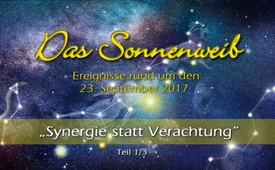 Das Sonnenweib
Ereignisse rund um den
23. September 2017
„Synergie statt Verachtung"
Teil 1/3